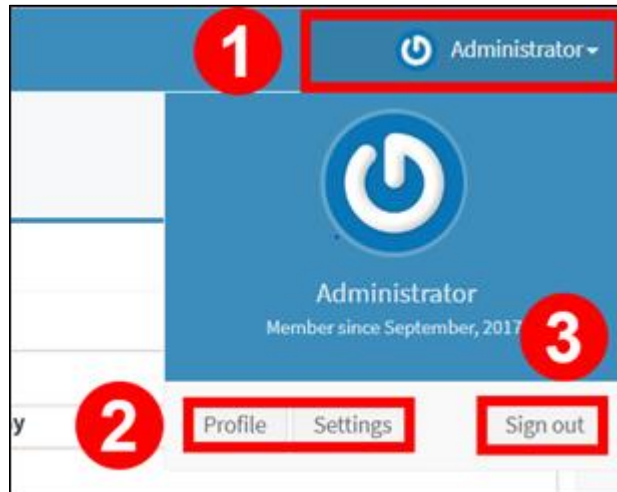 1
Administrator
Administrator
Member since September, 2017
3
y
2
Profile Settings
Sign out